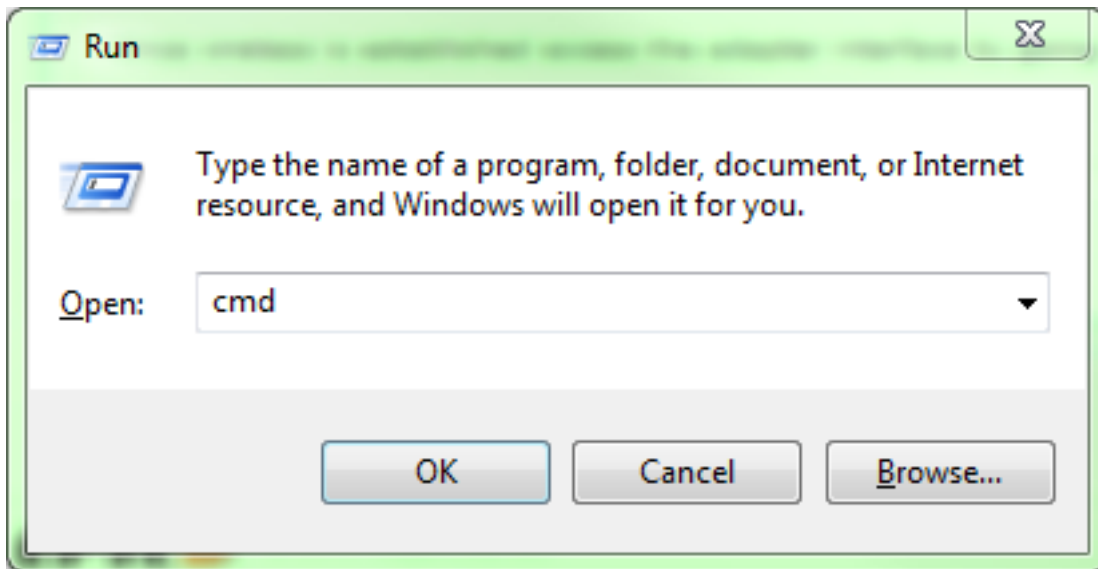 Run
Type the name of a program, folder, document, or Internet
resource, and Windows will open it for you.
Open: cmd
OK Cancel Browse...